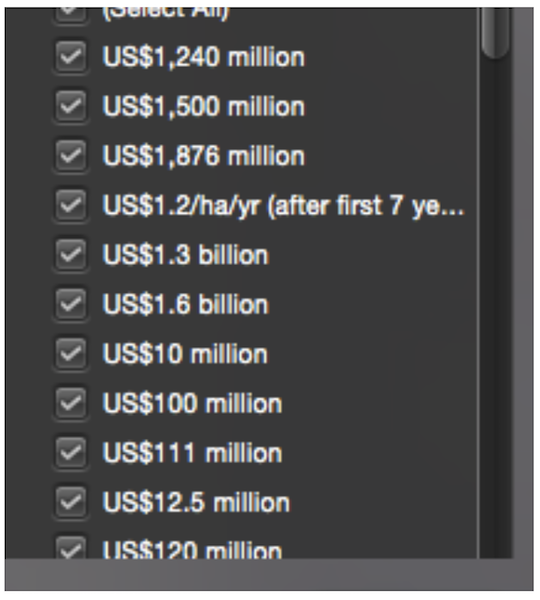 (Select All)
US$1,240 million
US$1,500 million
US$1,876 million
US$1.2/ha/yr (after first 7 ye...
US$1.3 billion
US$1.6 billion
US$10 million
US$100 million
US$111 million
US$12.5 million
US$120 million